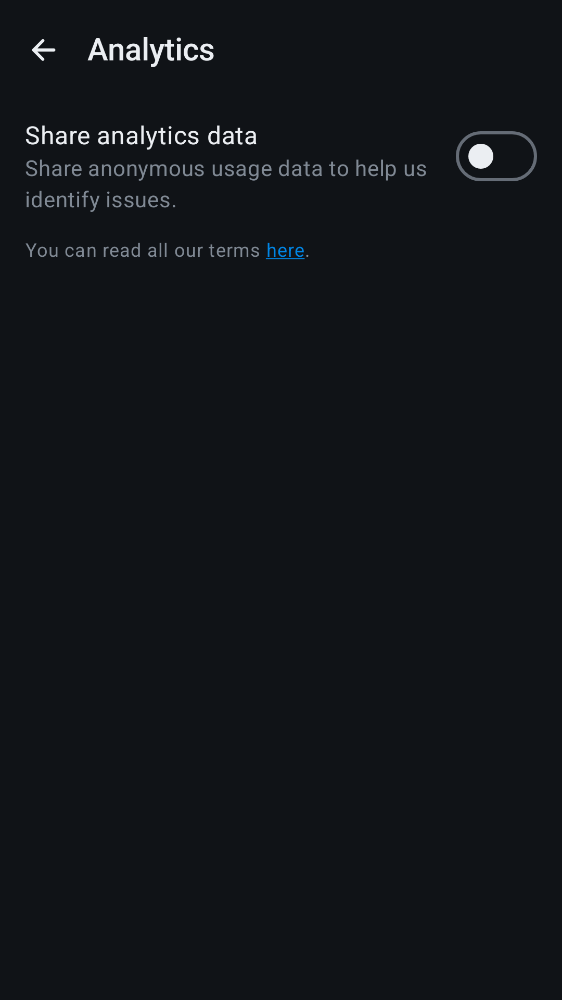 Analytics
Share analytics data
Share anonymous usage data to help us
identify issues.
You can read all our terms here.